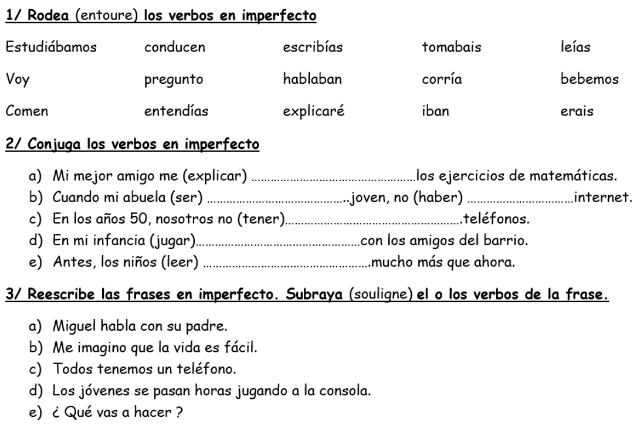 1/ Rodea (entoure) los verbos en imperfecto
Estudiábamos conducen escribías tomabais leías
Voy pregunto hablaban corría bebemos
Comen entendías explicaré iban erais
2/ Conjuga los verbos en imperfecto
a) Mi mejor amigo me (explicar) ..................................................los ejercicios de matemáticas.
b) Cuando mi abuela (ser) ..........................................joven, no (haber) ................................internet.
c) En los años 50, nosotros no (tener).....................................................teléfonos.
d) En mi infancia (jugar)..................................................con los amigos del barrio.
e) Antes, los niños (leer) ..................................................mucho más que ahora.
3/ Reescribe las frases en imperfecto. Subraya (souligne) el o los verbos de la frase.
a) Miguel habla con su padre.
b) Me imagino que la vida es fácil.
c) Todos tenemos un teléfono.
d) Los jóvenes se pasan horas jugando a la consola.
e) ¿ Qué vas a hacer ?